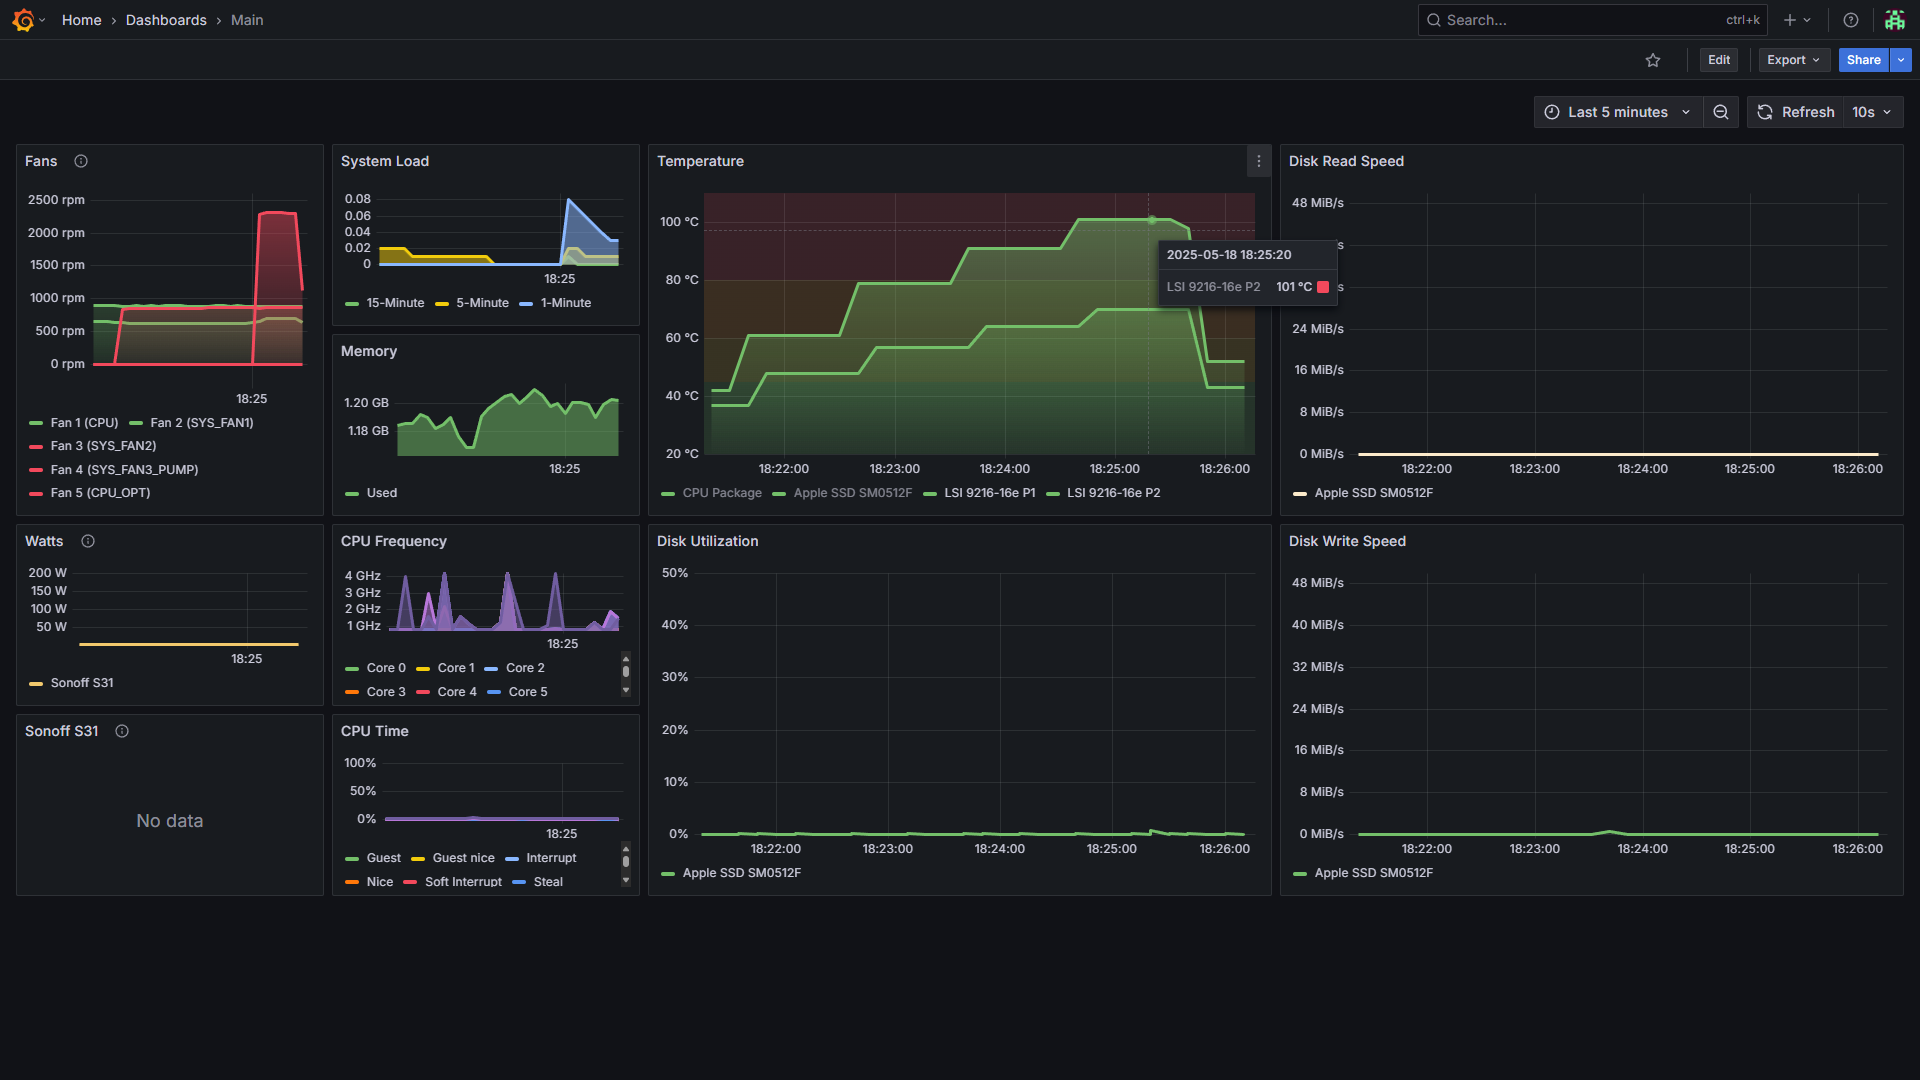 Home › Dashboards › Main
Search... ctrl+k
Edit Export Share
Last 5 minutes Refresh 10s
Fans
2500 rpm
2000 rpm
1500 rpm
1000 rpm
500 rpm
0 rpm
18:25
Fan 1 (CPU) Fan 2 (SYS_FAN1)
Fan 3 (SYS_FAN2)
Fan 4 (SYS_FAN3_PUMP)
Fan 5 (CPU_OPT)
System Load
0.08
0.06
0.04
0.02
0
18:25
15-Minute 5-Minute 1-Minute
Memory
1.20 GB
1.18 GB
18:25
Used
Temperature
100 °C
80 °C
60 °C
40 °C
20 °C
18:22:00 18:23:00 18:24:00 18:25:00 18:26:00
CPU Package Apple SSD SM0512F LSI 9216-16e P1 LSI 9216-16e P2
2025-05-18 18:25:20
LSI 9216-16e P2 101 °C
Disk Read Speed
48 MiB/s
s
s
24 MiB/s
16 MiB/s
8 MiB/s
0 MiB/s
18:22:00 18:23:00 18:24:00 18:25:00 18:26:00
Apple SSD SM0512F
Watts
200 W
150 W
100 W
50 W
18:25
Sonoff S31
CPU Frequency
4 GHz
3 GHz
2 GHz
1 GHz
18:25
Core 0 Core 1 Core 2
Core 3 Core 4 Core 5
Disk Utilization
50%
40%
30%
20%
10%
0%
18:22:00 18:23:00 18:24:00 18:25:00 18:26:00
Apple SSD SM0512F
Disk Write Speed
48 MiB/s
40 MiB/s
32 MiB/s
24 MiB/s
16 MiB/s
8 MiB/s
0 MiB/s
18:22:00 18:23:00 18:24:00 18:25:00 18:26:00
Apple SSD SM0512F
Sonoff S31
No data
CPU Time
100%
50%
0%
18:25
Guest Guest nice Interrupt
Nice Soft Interrupt Steal